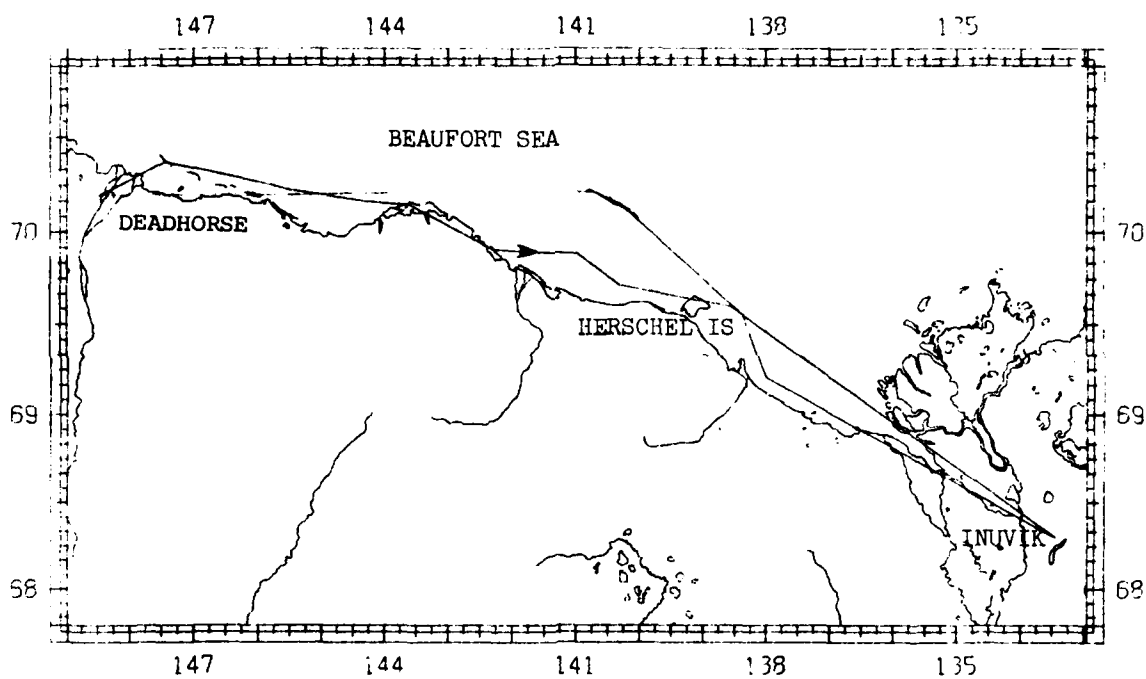 147 144 141 138 135
BEAUFORT SEA
DEADHORSE
70 70
HERSCHEL IS
69 69
INUVIK
68 68
147 144 141 138 135